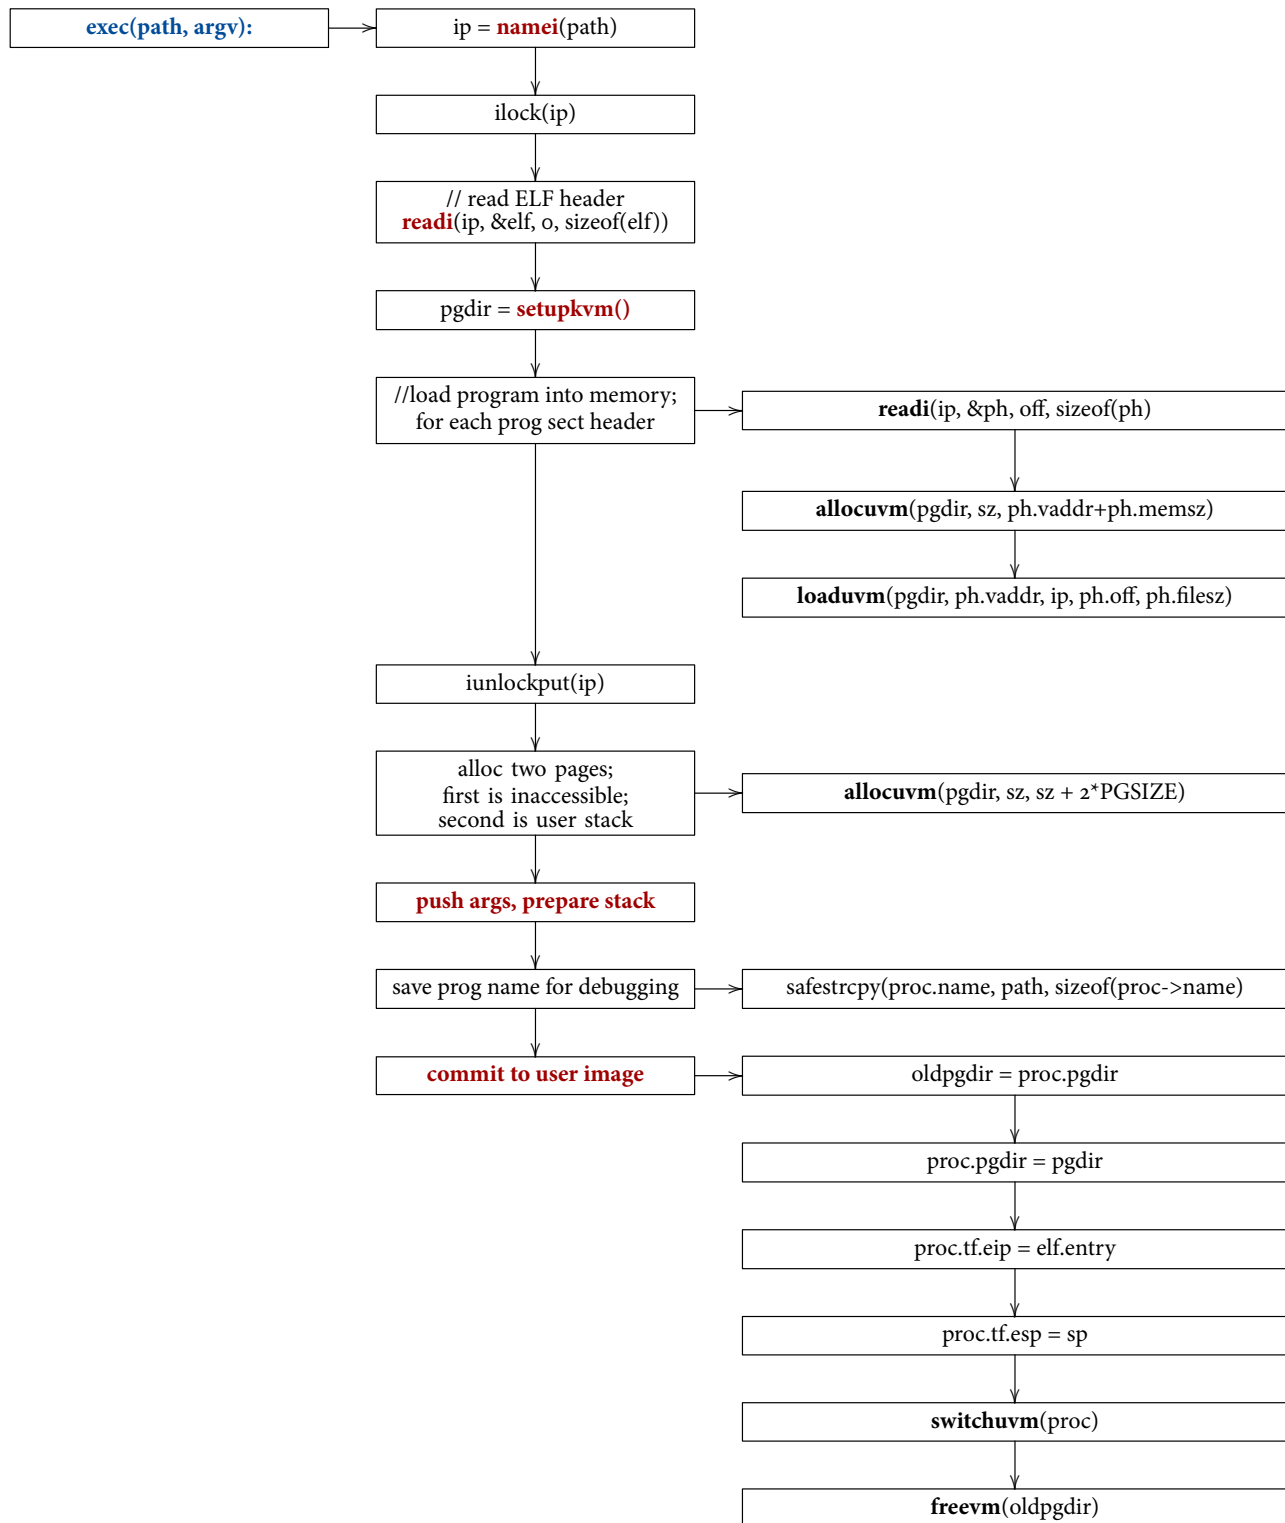 exec(path, argv):
ip = namei(path)
ilock(ip)
// read ELF header
readi(ip, &elf, 0, sizeof(elf))
pgdir = setupkvm()
//load program into memory;
for each prog sect header
readi(ip, &ph, off, sizeof(ph)
allocuvm(pgdir, sz, ph.vaddr+ph.memsz)
loaduvm(pgdir, ph.vaddr, ip, ph.off, ph.filesz)
iunlockput(ip)
alloc two pages;
first is inaccessible;
second is user stack
allocuvm(pgdir, sz, sz + 2*PGSIZE)
push args, prepare stack
save prog name for debugging
safestrcpy(proc.name, path, sizeof(proc->name)
commit to user image
oldpgdir = proc.pgdir
proc.pgdir = pgdir
proc.tf.eip = elf.entry
proc.tf.esp = sp
switchuvm(proc)
freevm(oldpgdir)